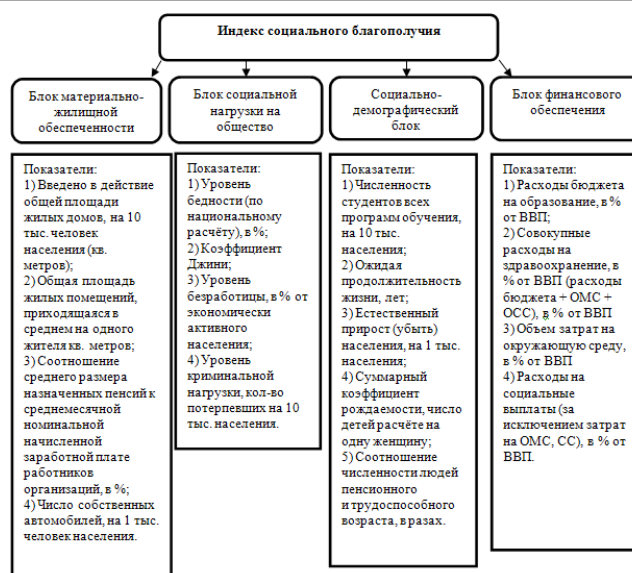 Индекс социального благополучия
Блок материально-
жилищной
обеспеченности
Блок социальной
нагрузки на
общество
Социально-
демографический
блок
Блок финансового
обеспечения
Показатели:
1) Введено в действие
общей площади
жилых домов, на 10
тыс. человек
населения (кв.
метров);
2) Общая площадь
жилых помещений,
приходящаяся в
среднем на одного
жителя кв. метров;
3) Соотношение
среднего размера
назначенных пенсий к
среднемесячной
номинальной
начисленной
заработной плате
работников
организаций, в %;
4) Число собственных
автомобилей, на 1 тыс.
человек населения.
Показатели:
1) Уровень
бедности (по
национальному
расчёту), в %;
2) Коэффициент
Джини;
3) Уровень
безработицы, в % от
экономически
активного
населения;
4) Уровень
криминальной
нагрузки, кол-во
потерпевших на 10
тыс. населения.
Показатели:
1) Численность
студентов всех
программ обучения,
на 10 тыс.
населения;
2) Ожидая
продолжительность
жизни, лет;
3) Естественный
прирост (убыть)
населения, на 1 тыс.
населения;
4) Суммарный
коэффициент
рождаемости, число
детей расчёте на
одну женщину;
5) Соотношение
численности людей
пенсионного
и трудоспособного
возраста, в разах.
Показатели:
1) Расходы бюджета
на образование, в %
от ВВП;
2) Совокупные
расходы на
здравоохранение, в
% от ВВП (расходы
бюджета + ОМС +
ОСС), в % от ВВП
3) Объем затрат на
окружающую среду,
в % от ВВП
4) Расходы на
социальные
выплаты (за
исключением затрат
на ОМС, СС), в % от
ВВП.